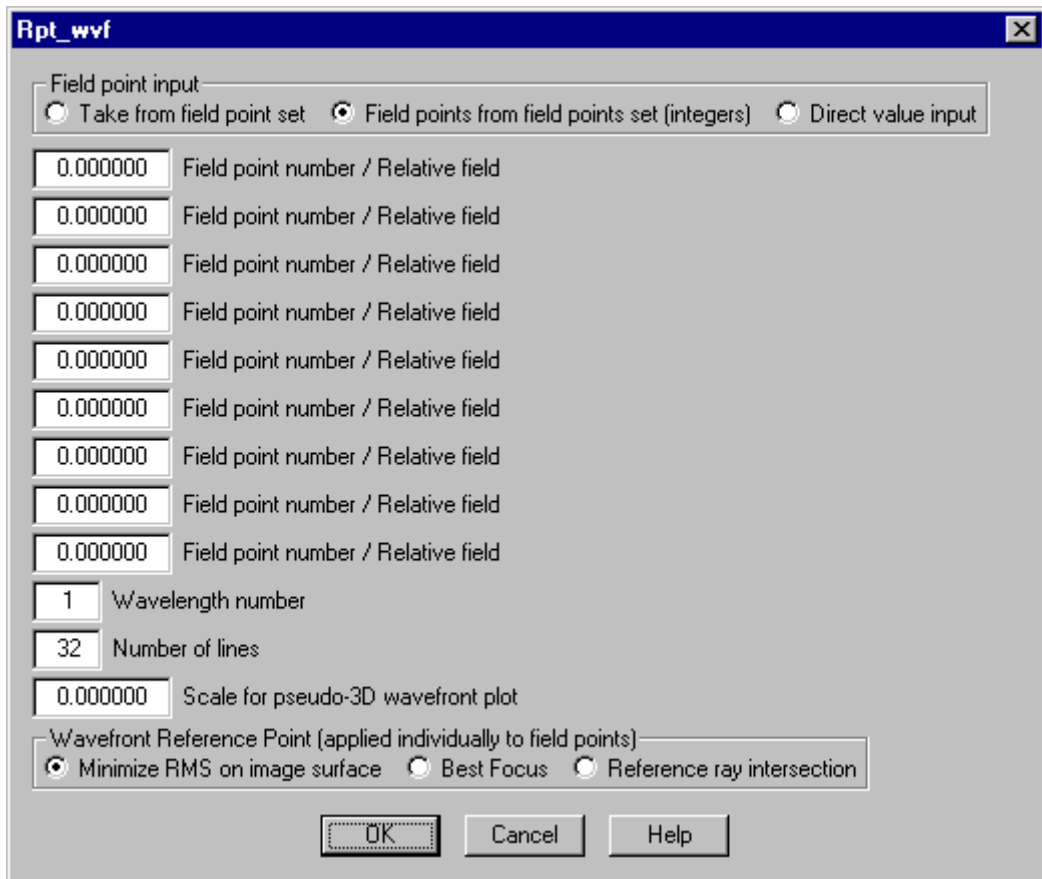 Rpt_wvf
Field point input
Take from field point set Field points from field points set (integers) Direct value input
0.000000 Field point number / Relative field
0.000000 Field point number / Relative field
0.000000 Field point number / Relative field
0.000000 Field point number / Relative field
0.000000 Field point number / Relative field
0.000000 Field point number / Relative field
0.000000 Field point number / Relative field
0.000000 Field point number / Relative field
0.000000 Field point number / Relative field
1 Wavelength number
32 Number of lines
0.000000 Scale for pseudo-3D wavefront plot
Wavefront Reference Point (applied individually to field points)
Minimize RMS on image surface Best Focus Reference ray intersection
OK Cancel Help